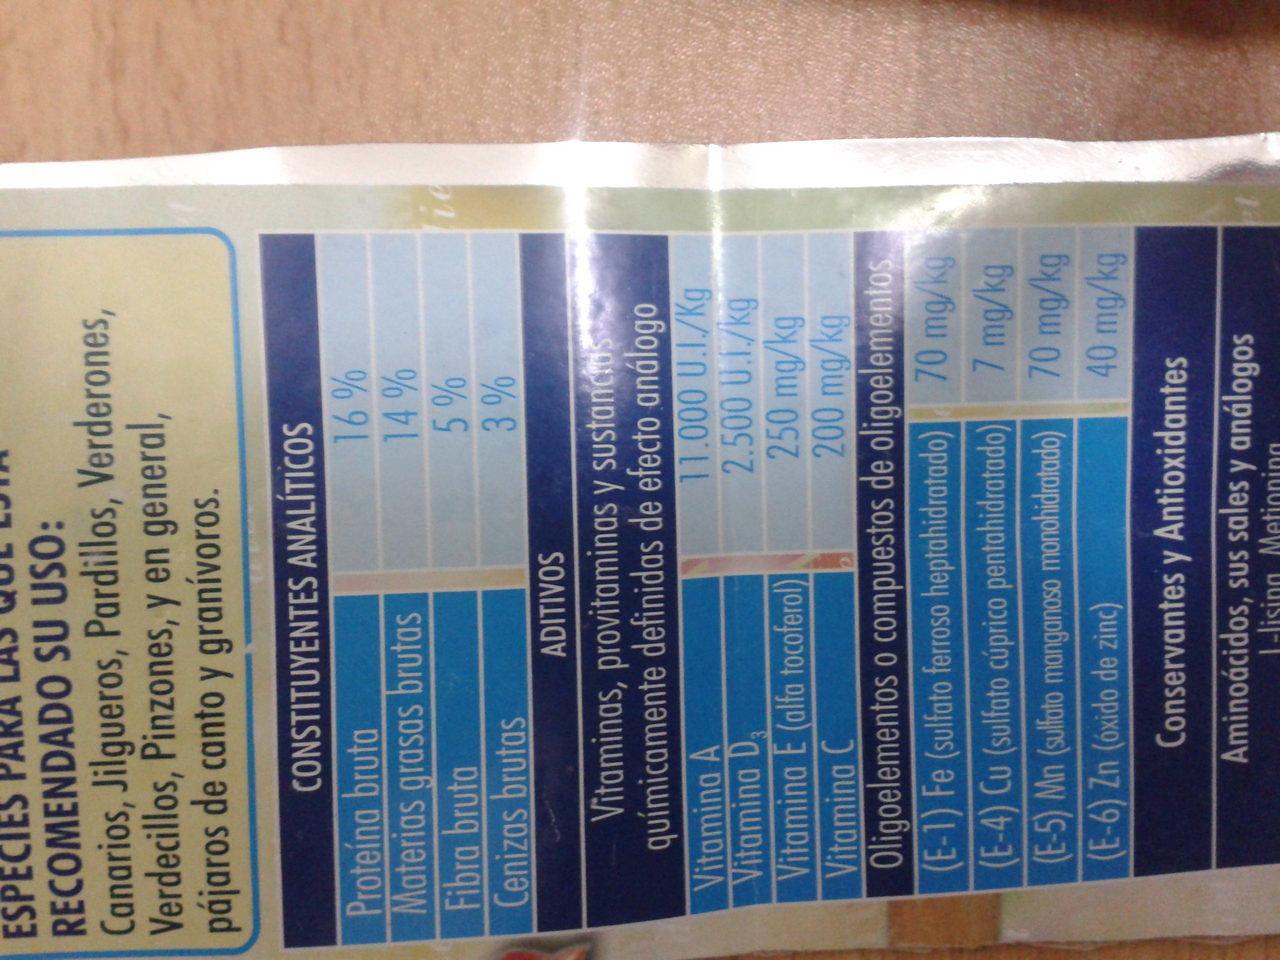 ESPECIES PARA LAS QUE ESTÁ
RECOMENDADO SU USO:
Canarios, Jilgueros, Pardillos, Verderones,
Verdecillos, Pinzones, y en general,
pájaros de canto y granívoros.
CONSTITUYENTES ANALÍTICOS
Proteína bruta 16 %
Materias grasas brutas 14 %
Fibra bruta 5 %
Cenizas brutas 3 %
ADITIVOS
Vitaminas, provitaminas y sustancias
químicamente definidas de efecto análogo
Vitamina A 11.000 U.I./Kg
Vitamina D3 2.500 U.I./kg
Vitamina E (alfa tocoferol) 250 mg/kg
Vitamina C 200 mg/kg
Oligoelementos o compuestos de oligoelementos
(E-1) Fe (sulfato ferroso heptahidratado) 70 mg/kg
(E-4) Cu (sulfato cúprico pentahidratado) 7 mg/kg
(E-5) Mn (sulfato manganoso monohidratado) 70 mg/kg
(E-6) Zn (oxido de zinc) 40 mg/kg
Conservantes y Antioxidantes
Aminoácidos, sus sales y análogos
L-lisina, Metionina